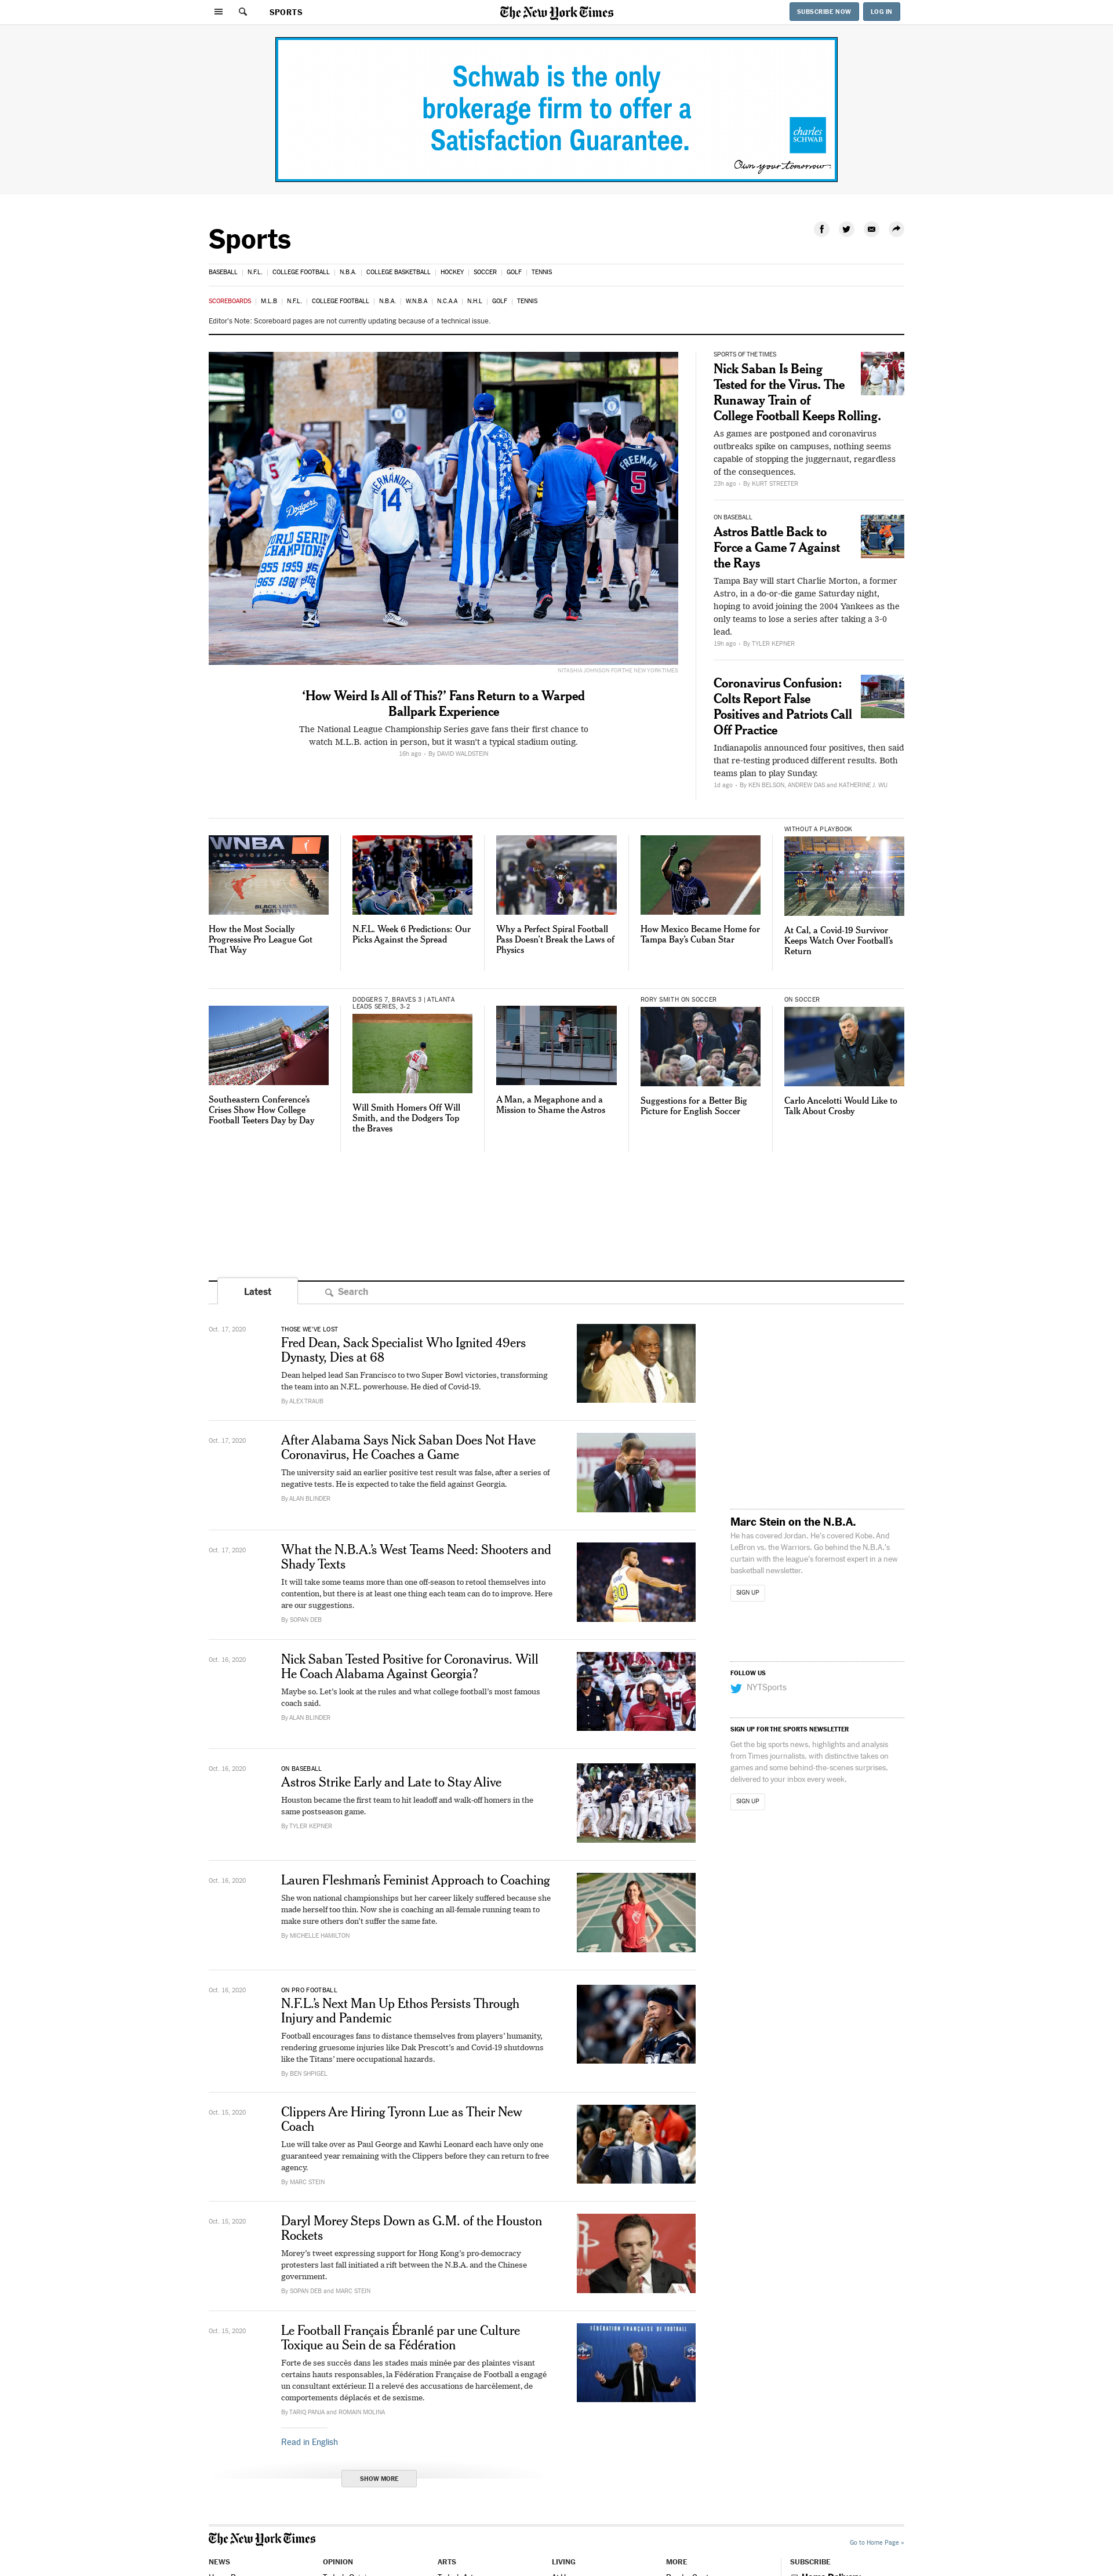 SPORTS
The New York Times
SUBSCRIBE NOW
LOG IN
Schwab is the only
brokerage firm to offer a
Satisfaction Guarantee.
charles
SCHWAB
Own your tomorrow
Sports
BASEBALL
N.F.L.
COLLEGE FOOTBALL
N.B.A.
COLLEGE BASKETBALL
HOCKEY
SOCCER
GOLF
TENNIS
SCOREBOARDS
M.L.B
N.F.L.
COLLEGE FOOTBALL
N.B.A.
W.N.B.A
N.C.A.A
N.H.L
GOLF
TENNIS
Editor's Note: Scoreboard pages are not currently updating because of a technical issue.
Dodgers
WORLD SERIES
CHAMPIONS
1955 1959 1963
1965 1981 1988
HERNÁNDEZ
14
FREEMAN
5
NITASHIA JOHNSON FOR THE NEW YORK TIMES
‘How Weird Is All of This?’ Fans Return to a Warped
Ballpark Experience
The National League Championship Series gave fans their first chance to
watch M.L.B. action in person, but it wasn’t a typical stadium outing.
16h ago - By DAVID WALDSTEIN
SPORTS OF THE TIMES
Nick Saban Is Being
Tested for the Virus. The
Runaway Train of
College Football Keeps Rolling.
As games are postponed and coronavirus
outbreaks spike on campuses, nothing seems
capable of stopping the juggernaut, regardless
of the consequences.
23h ago - By KURT STREETER
ON BASEBALL
Astros Battle Back to
Force a Game 7 Against
the Rays
Tampa Bay will start Charlie Morton, a former
Astro, in a do-or-die game Saturday night,
hoping to avoid joining the 2004 Yankees as the
only teams to lose a series after taking a 3-0
lead.
19h ago - By TYLER KEPNER
Coronavirus Confusion:
Colts Report False
Positives and Patriots Call
Off Practice
Indianapolis announced four positives, then said
that re-testing produced different results. Both
teams plan to play Sunday.
1d ago - By KEN BELSON, ANDREW DAS and KATHERINE J. WU
WNBA
BLACK LIVES
MATTER
How the Most Socially
Progressive Pro League Got
That Way
N.F.L. Week 6 Predictions: Our
Picks Against the Spread
Why a Perfect Spiral Football
Pass Doesn’t Break the Laws of
Physics
How Mexico Became Home for
Tampa Bay’s Cuban Star
WITHOUT A PLAYBOOK
At Cal, a Covid-19 Survivor
Keeps Watch Over Football’s
Return
Southeastern Conference’s
Crises Show How College
Football Teeters Day by Day
DODGERS 7, BRAVES 3 | ATLANTA
LEADS SERIES, 3-2
Will Smith Homers Off Will
Smith, and the Dodgers Top
the Braves
A Man, a Megaphone and a
Mission to Shame the Astros
RORY SMITH ON SOCCER
Suggestions for a Better Big
Picture for English Soccer
ON SOCCER
Carlo Ancelotti Would Like to
Talk About Crosby
Latest
Search
Oct. 17, 2020
THOSE WE’VE LOST
Fred Dean, Sack Specialist Who Ignited 49ers
Dynasty, Dies at 68
Dean helped lead San Francisco to two Super Bowl victories, transforming
the team into an N.F.L. powerhouse. He died of Covid-19.
By ALEX TRAUB
Oct. 17, 2020
After Alabama Says Nick Saban Does Not Have
Coronavirus, He Coaches a Game
The university said an earlier positive test result was false, after a series of
negative tests. He is expected to take the field against Georgia.
By ALAN BLINDER
Oct. 17, 2020
What the N.B.A.’s West Teams Need: Shooters and
Shady Texts
It will take some teams more than one off-season to retool themselves into
contention, but there is at least one thing each team can do to improve. Here
are our suggestions.
By SOPAN DEB
30
Oct. 16, 2020
Nick Saban Tested Positive for Coronavirus. Will
He Coach Alabama Against Georgia?
Maybe so. Let’s look at the rules and what college football’s most famous
coach said.
By ALAN BLINDER
Oct. 16, 2020
ON BASEBALL
Astros Strike Early and Late to Stay Alive
Houston became the first team to hit leadoff and walk-off homers in the
same postseason game.
By TYLER KEPNER
Oct. 16, 2020
Lauren Fleshman’s Feminist Approach to Coaching
She won national championships but her career likely suffered because she
made herself too thin. Now she is coaching an all-female running team to
make sure others don’t suffer the same fate.
By MICHELLE HAMILTON
Oct. 16, 2020
ON PRO FOOTBALL
N.F.L.’s Next Man Up Ethos Persists Through
Injury and Pandemic
Football encourages fans to distance themselves from players’ humanity,
rendering gruesome injuries like Dak Prescott’s and Covid-19 shutdowns
like the Titans’ mere occupational hazards.
By BEN SHPIGEL
Oct. 15, 2020
Clippers Are Hiring Tyronn Lue as Their New
Coach
Lue will take over as Paul George and Kawhi Leonard each have only one
guaranteed year remaining with the Clippers before they can return to free
agency.
By MARC STEIN
Oct. 15, 2020
Daryl Morey Steps Down as G.M. of the Houston
Rockets
Morey’s tweet expressing support for Hong Kong’s pro-democracy
protesters last fall initiated a rift between the N.B.A. and the Chinese
government.
By SOPAN DEB and MARC STEIN
Oct. 15, 2020
Le Football Français Ébranlé par une Culture
Toxique au Sein de sa Fédération
Forte de ses succès dans les stades mais minée par des plaintes visant
certains hauts responsables, la Fédération Française de Football a engagé
un consultant extérieur. Il a relevé des accusations de harcèlement, de
comportements déplacés et de sexisme.
By TARIQ PANJA and ROMAIN MOLINA
FÉDÉRATION FRANÇAISE DE FOOTBALL
Read in English
SHOW MORE
Marc Stein on the N.B.A.
He has covered Jordan. He’s covered Kobe. And
LeBron vs. the Warriors. Go behind the N.B.A.’s
curtain with the league’s foremost expert in a new
basketball newsletter.
SIGN UP
FOLLOW US
NYTSports
SIGN UP FOR THE SPORTS NEWSLETTER
Get the big sports news, highlights and analysis
from Times journalists, with distinctive takes on
games and some behind-the-scenes surprises,
delivered to your inbox every week.
SIGN UP
The New York Times
Go to Home Page »
NEWS
OPINION
ARTS
LIVING
MORE
SUBSCRIBE